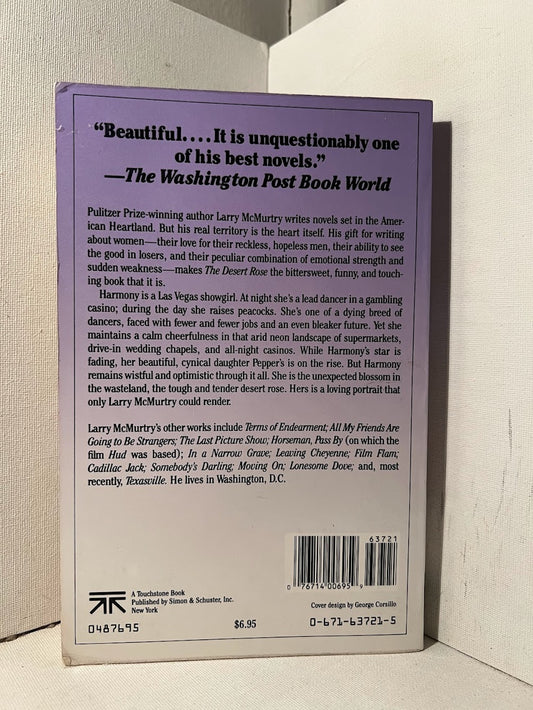 “Beautiful....It is unquestionably one
of his best novels.”
—The Washington Post Book World
Pulitzer Prize-winning author Larry McMurtry writes novels set in the Amer-
ican Heartland. But his real territory is the heart itself. His gift for writing
about women—their love for their reckless, hopeless men, their ability to see
the good in losers, and their peculiar combination of emotional strength and
sudden weakness—makes The Desert Rose the bittersweet, funny, and touch-
ing book that it is.
Harmony is a Las Vegas showgirl. At night she’s a lead dancer in a gambling
casino; during the day she raises peacocks. She’s one of a dying breed of
dancers, faced with fewer and fewer jobs and an even bleaker future. Yet she
maintains a calm cheerfulness in that arid neon landscape of supermarkets,
drive-in wedding chapels, and all-night casinos. While Harmony’s star is
fading, her beautiful, cynical daughter Pepper’s is on the rise. But Harmony
remains wistful and optimistic through it all. She is the unexpected blossom in
the wasteland, the tough and tender desert rose. Hers is a loving portrait that
only Larry McMurtry could render.
Larry McMurtry’s other works include Terms of Endearment; All My Friends Are
Going to Be Strangers; The Last Picture Show; Horseman, Pass By (on which the
film Hud was based); In a Narrow Grave; Leaving Cheyenne; Film Flam;
Cadillac Jack; Somebody’s Darling; Moving On; Lonesome Dove; and, most
recently, Texasville. He lives in Washington, D.C.
63721
0 76714 00695 9
A Touchstone Book
Published by Simon & Schuster, Inc.
New York
Cover design by George Corsillo
0487695
$6.95
0-671-63721-5